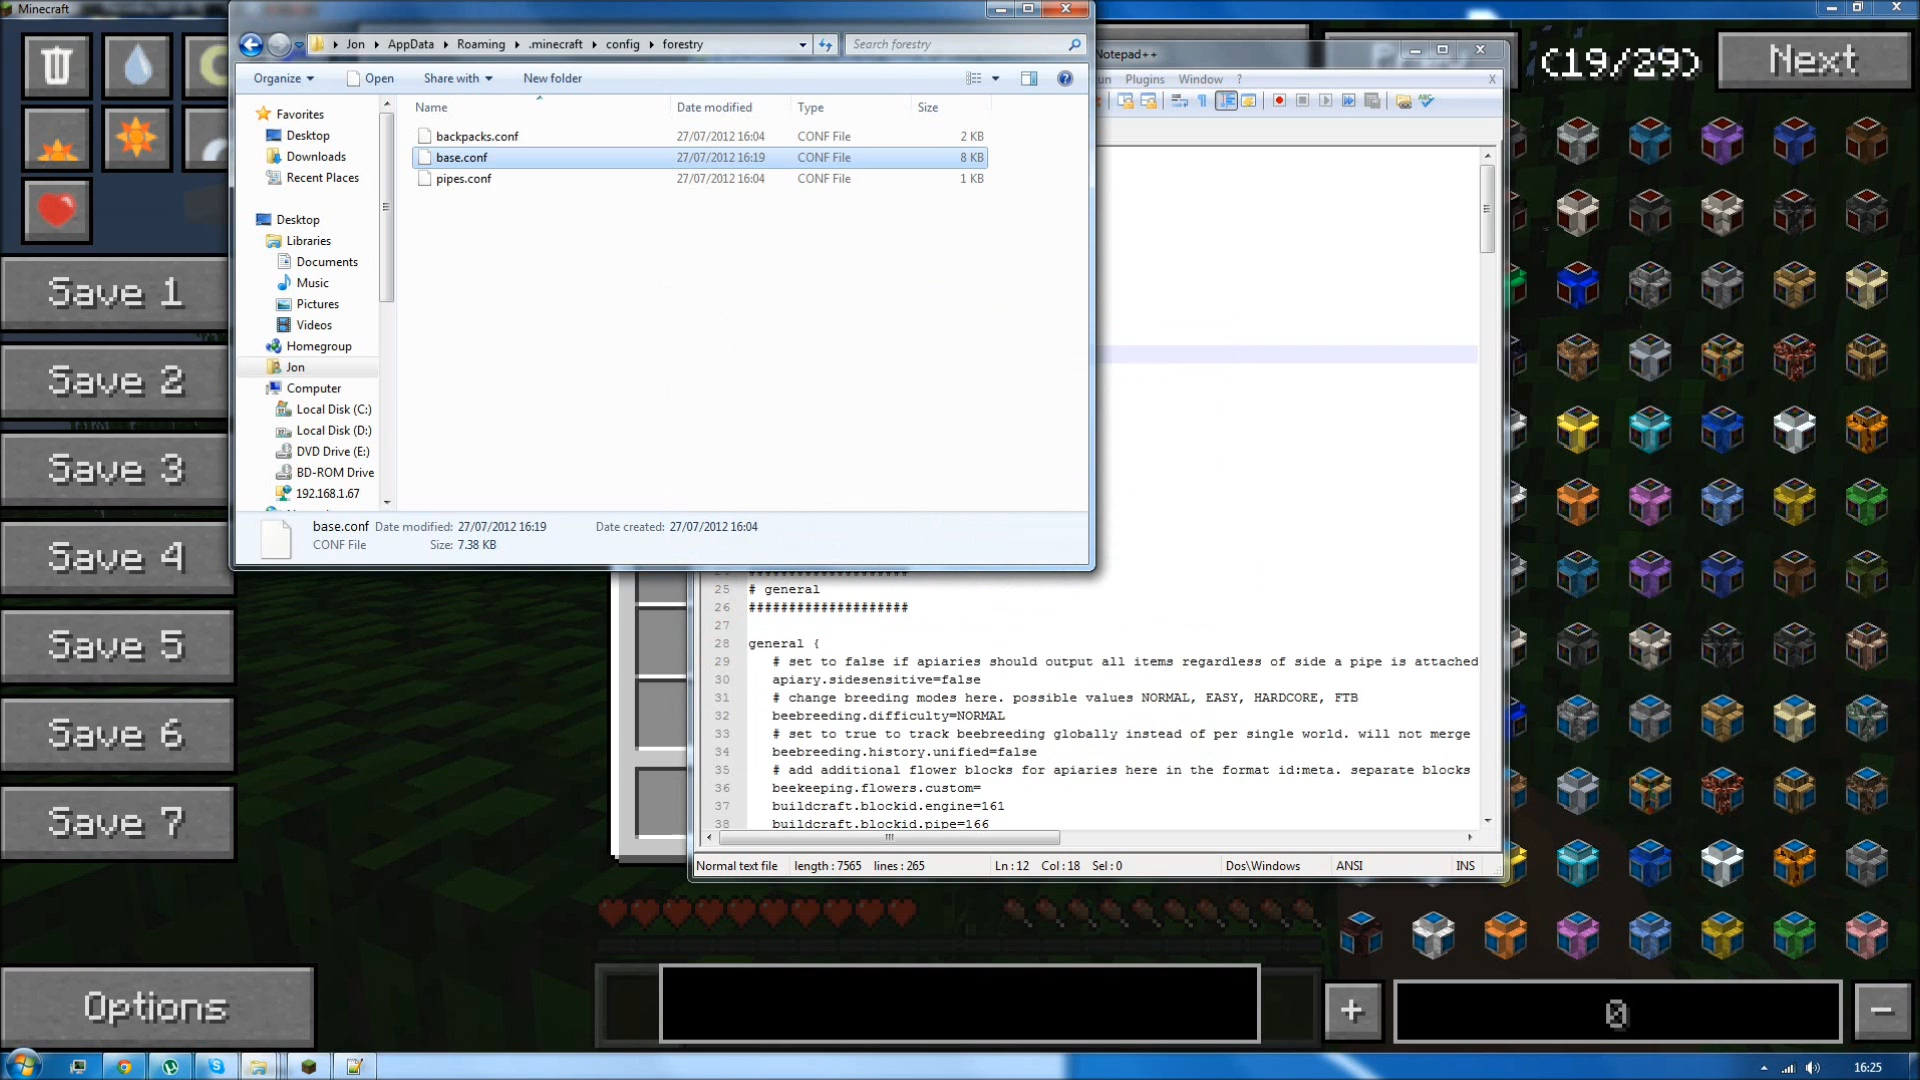 Minecraft
Jon
AppData
Roaming
.minecraft
config
forestry
Search forestry
Organize
Open
Share with
New folder
Name
Date modified
Type
Size
backpacks.conf 27/07/2012 16:04 CONF File 2 KB
base.conf 27/07/2012 16:19 CONF File 8 KB
pipes.conf 27/07/2012 16:04 CONF File 1 KB
Favorites
Desktop
Downloads
Recent Places
Desktop
Libraries
Documents
Music
Pictures
Videos
Homegroup
Jon
Computer
Local Disk (C:)
Local Disk (D:)
DVD Drive (E:)
BD-ROM Drive
192.168.1.67
base.conf Date modified: 27/07/2012 16:19 Date created: 27/07/2012 16:04
CONF File Size: 7.38 KB
Notepad++
Plugins Window ?
X
(19/29)
Next
Save 1
Save 2
Save 3
Save 4
Save 5
Save 6
Save 7
Options
25 # general
26 ####################
27
28 general {
29 # set to false if apiaries should output all items regardless of side a pipe is attached
30 apiary.sidesensitive=false
31 # change breeding modes here. possible values NORMAL, EASY, HARDCORE, FTB
32 beebreeding.difficulty=NORMAL
33 # set to true to track beebreeding globally instead of per single world. will not merge
34 beebreeding.history.unified=false
35 # add additional flower blocks for apiaries here in the format id:meta. separate blocks
36 beekeeping.flowers.custom=
37 buildcraft.blockid.engine=161
38 buildcraft.blockid.pipe=166
Normal text file length : 7565 lines : 265 Ln : 12 Col : 18 Sel : 0 Dos\Windows ANSI INS
+
0
-
16:25